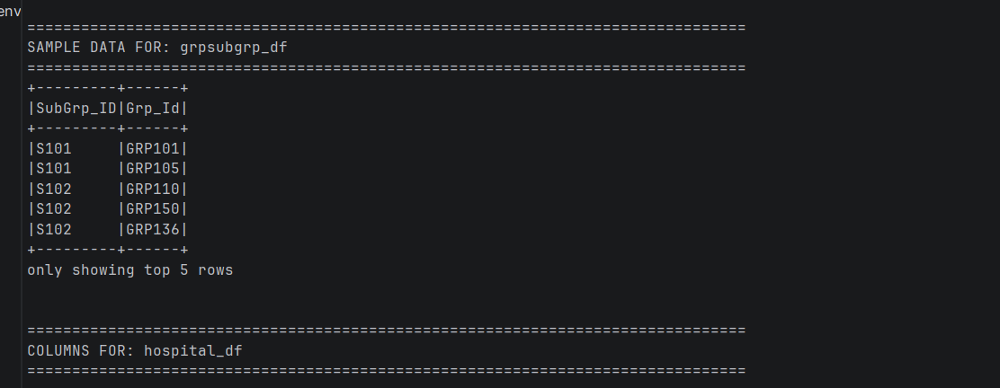 env
================================================================================
SAMPLE DATA FOR: grpsubgrp_df
================================================================================
+---------+------+
|SubGrp_ID|Grp_Id|
+---------+------+
|S101     |GRP101|
|S101     |GRP105|
|S102     |GRP110|
|S102     |GRP150|
|S102     |GRP136|
+---------+------+
only showing top 5 rows
================================================================================
COLUMNS FOR: hospital_df
================================================================================